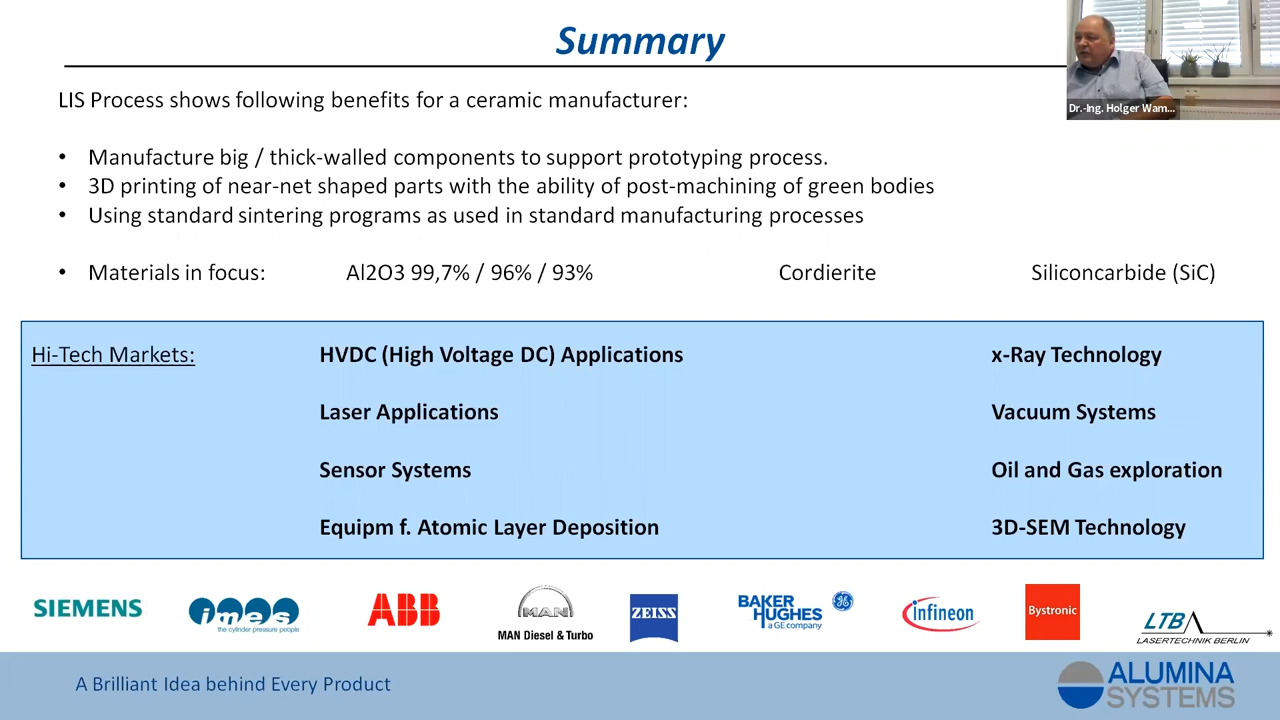 Summary
Dr.-Ing. Holger Wam...
LIS Process shows following benefits for a ceramic manufacturer:
• Manufacture big / thick-walled components to support prototyping process.
• 3D printing of near-net shaped parts with the ability of post-machining of green bodies
• Using standard sintering programs as used in standard manufacturing processes
• Materials in focus: Al2O3 99,7% / 96% / 93% Cordierite Siliconcarbide (SiC)
Hi-Tech Markets: HVDC (High Voltage DC) Applications x-Ray Technology
Laser Applications Vacuum Systems
Sensor Systems Oil and Gas exploration
Equipm f. Atomic Layer Deposition 3D-SEM Technology
SIEMENS
imes
the cylinder pressure people
ABB
MAN
MAN Diesel & Turbo
ZEISS
BAKER
HUGHES
a GE company
infineon
Bystronic
LTB
LASERTECHNIK BERLIN
A Brilliant Idea behind Every Product
ALUMINA
SYSTEMS